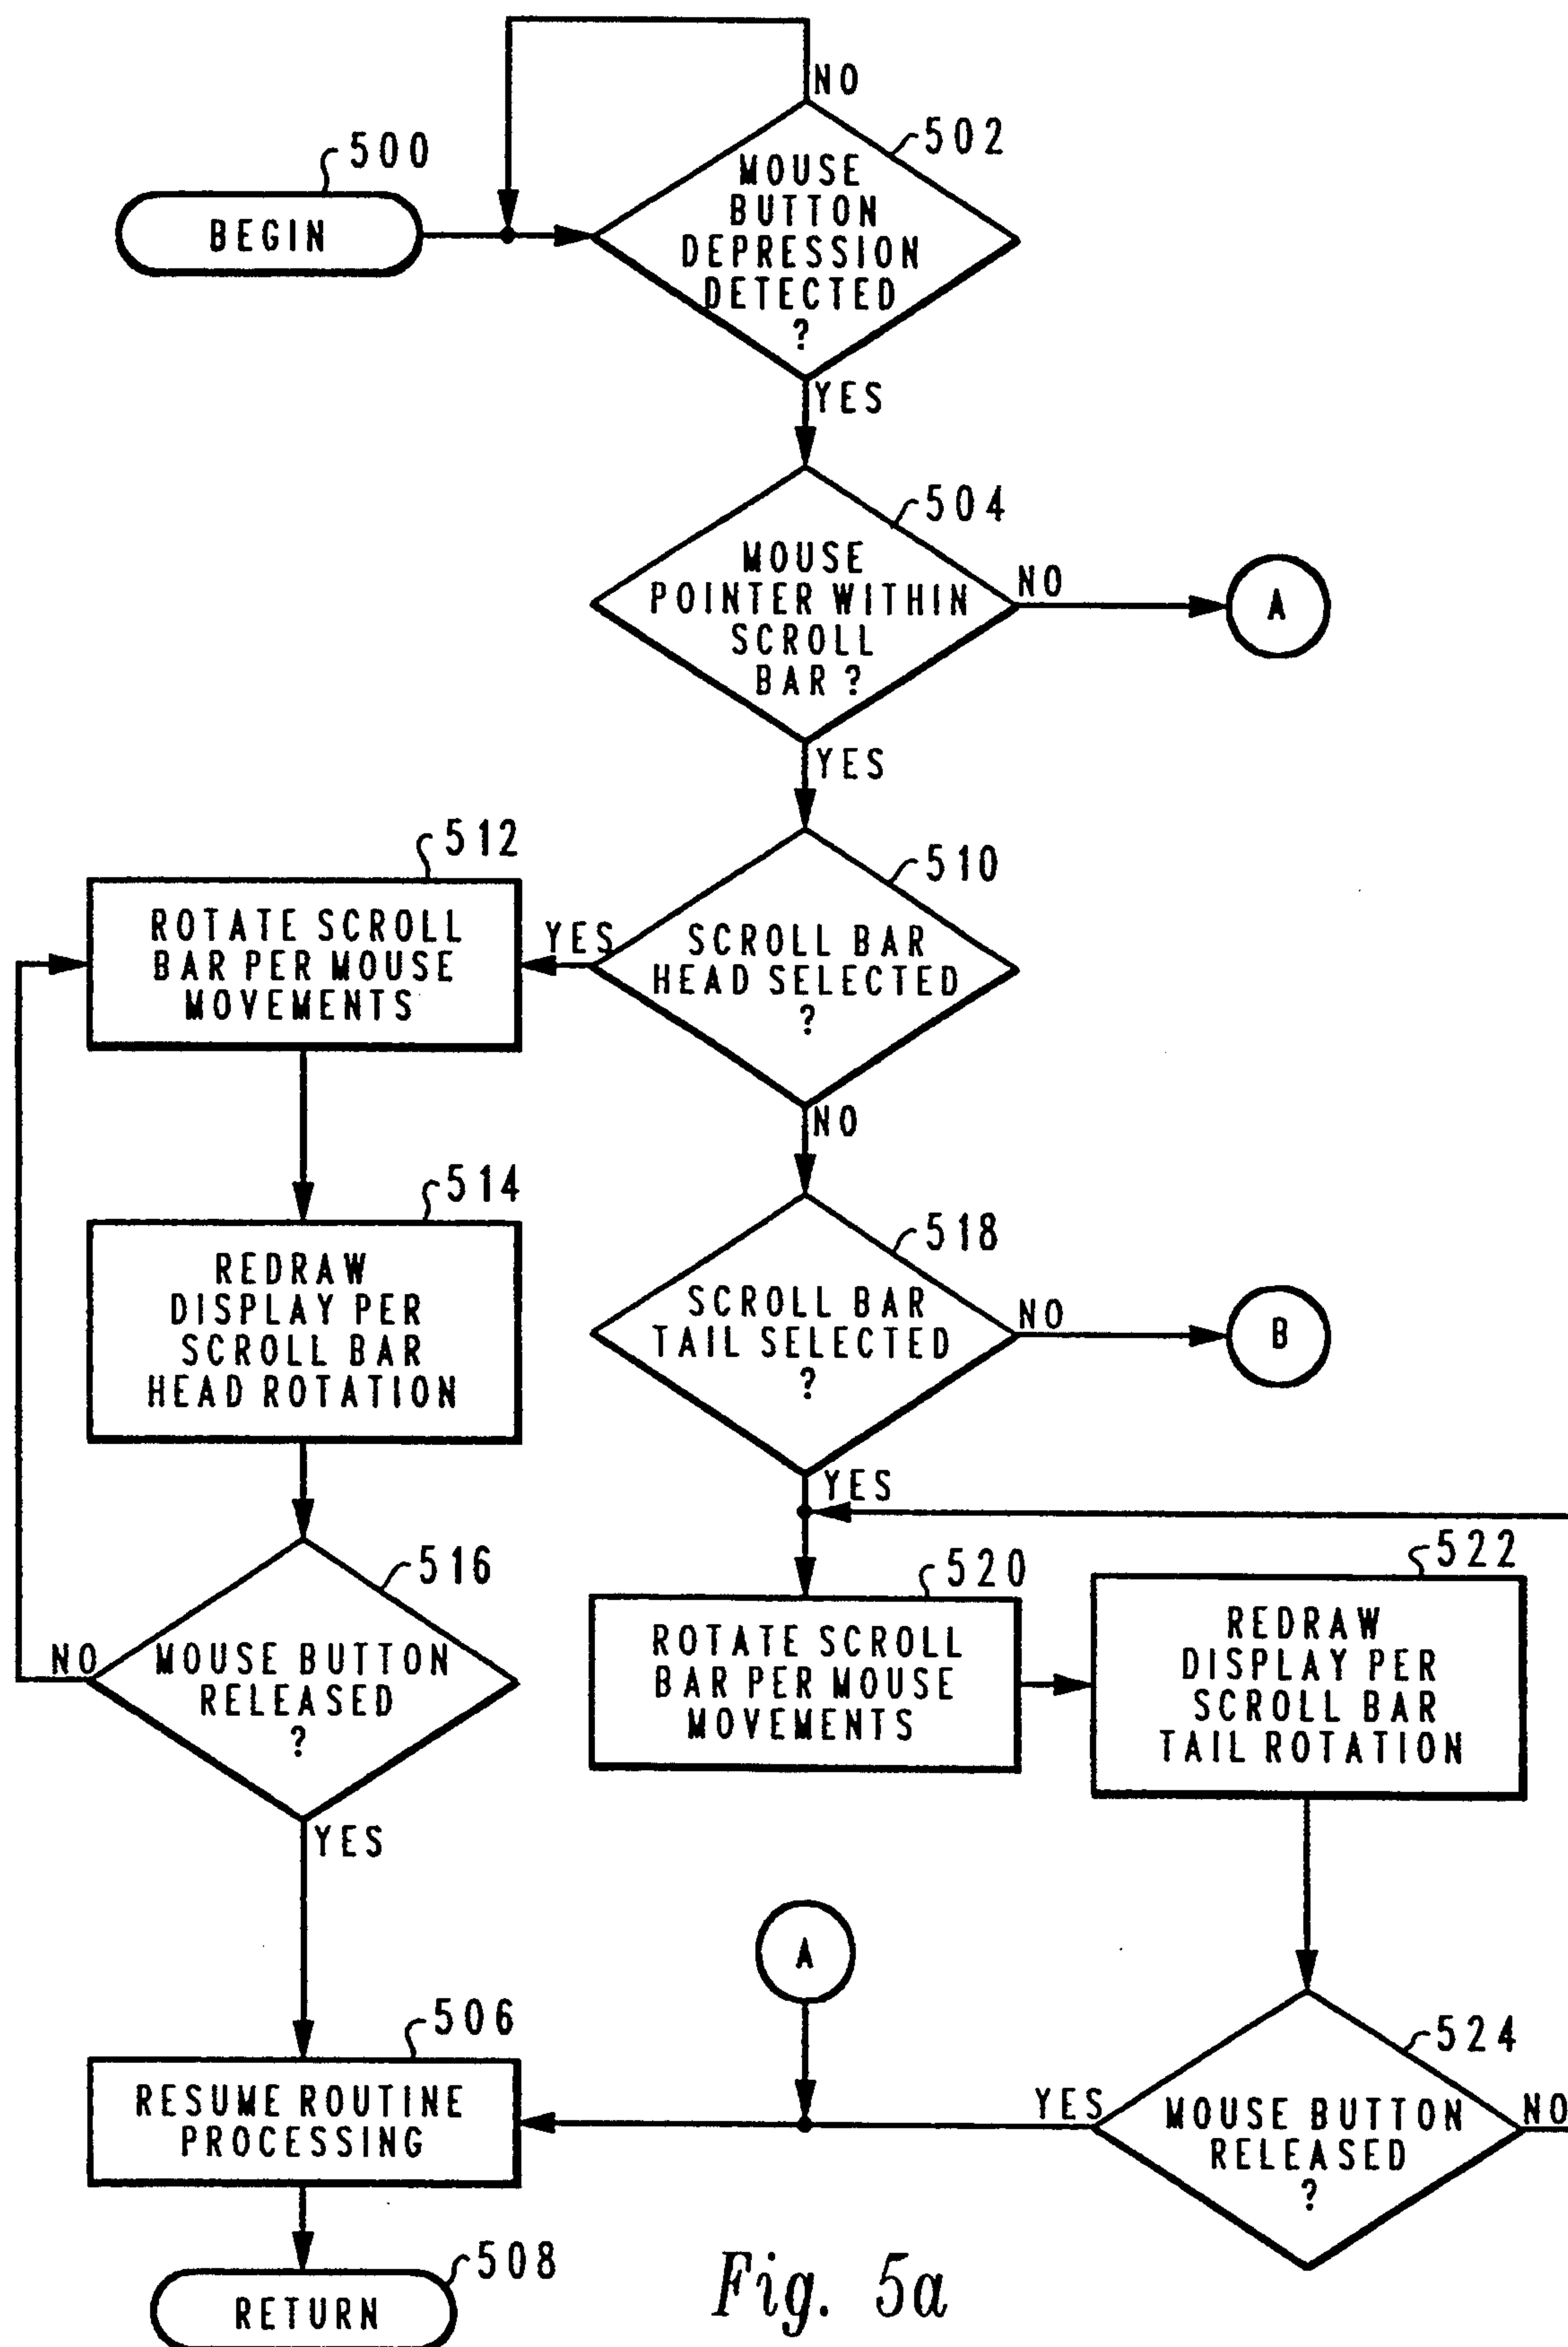 NO
500
502
BEGIN
MOUSE
BUTTON
DEPRESSION
DETECTED
?
YES
504
MOUSE
POINTER WITHIN
SCROLL
BAR ?
NO
A
YES
512
510
ROTATE SCROLL
BAR PER MOUSE
MOVEMENTS
YES
SCROLL BAR
HEAD SELECTED
?
NO
514
518
REDRAW
DISPLAY PER
SCROLL BAR
HEAD ROTATION
SCROLL BAR
TAIL SELECTED
?
NO
B
YES
516
520
522
NO
MOUSE BUTTON
RELEASED
?
ROTATE SCROLL
BAR PER MOUSE
MOVEMENTS
REDRAW
DISPLAY PER
SCROLL BAR
TAIL ROTATION
YES
A
506
524
RESUME ROUTINE
PROCESSING
YES
MOUSE BUTTON
RELEASED
?
NO
508
RETURN
Fig. 5a